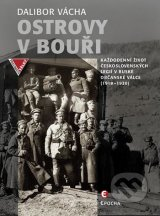 DALIBOR VÁCHA
OSTROVY
V BOUŘI
KAŽDODENNÍ ŽIVOT
ČESKOSLOVENSKÝCH
LEGIÍ V RUSKÉ
OBČANSKÉ VÁLCE
(1918–1920)
EPOCHA